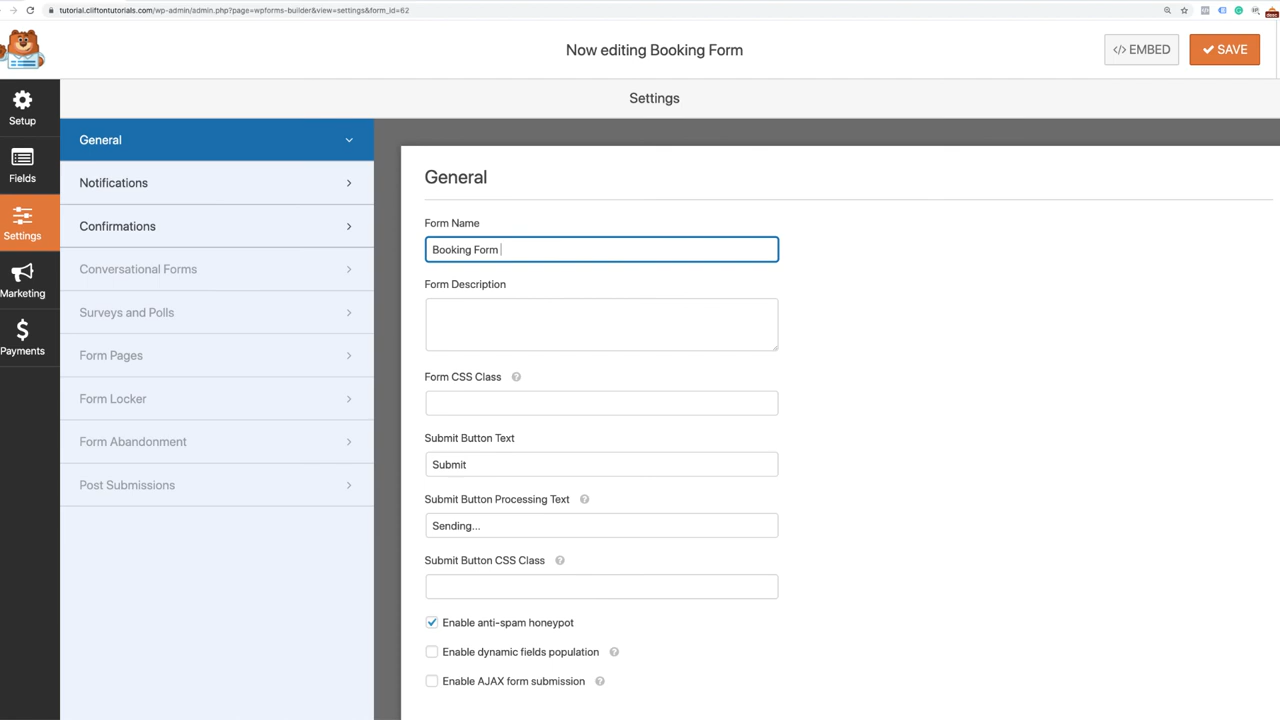 tutorial.cliftontutorials.com/wp-admin/admin.php?page=wpforms-builder&view=settings&form_id=62
Now editing Booking Form
</> EMBED
SAVE
Setup
Fields
Settings
Marketing
Payments
Settings
General
Notifications
Confirmations
Conversational Forms
Surveys and Polls
Form Pages
Form Locker
Form Abandonment
Post Submissions
General
Form Name
Booking Form
Form Description
Form CSS Class ?
Submit Button Text
Submit
Submit Button Processing Text ?
Sending...
Submit Button CSS Class ?
Enable anti-spam honeypot
Enable dynamic fields population ?
Enable AJAX form submission ?